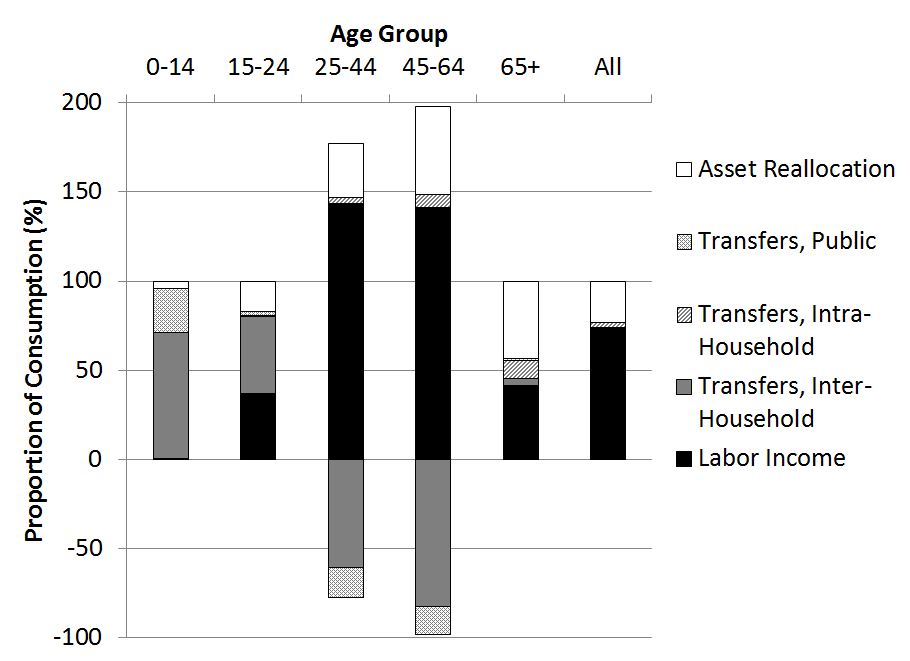 Age Group
0-14 15-24 25-44 45-64 65+ All
200
150
100
50
0
-50
-100
Proportion of Consumption (%)
Asset Reallocation
Transfers, Public
Transfers, Intra-
Household
Transfers, Inter-
Household
Labor Income